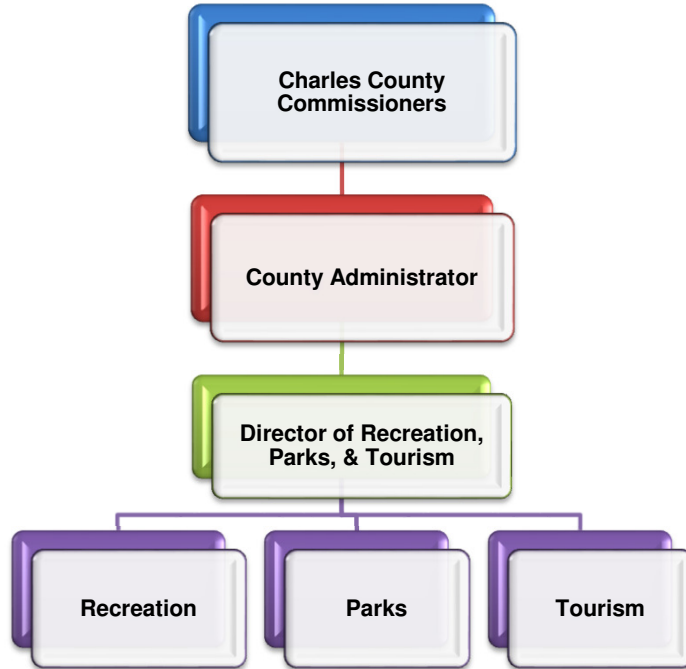 Charles County
Commissioners
County Administrator
Director of Recreation,
Parks, & Tourism
Recreation
Parks
Tourism